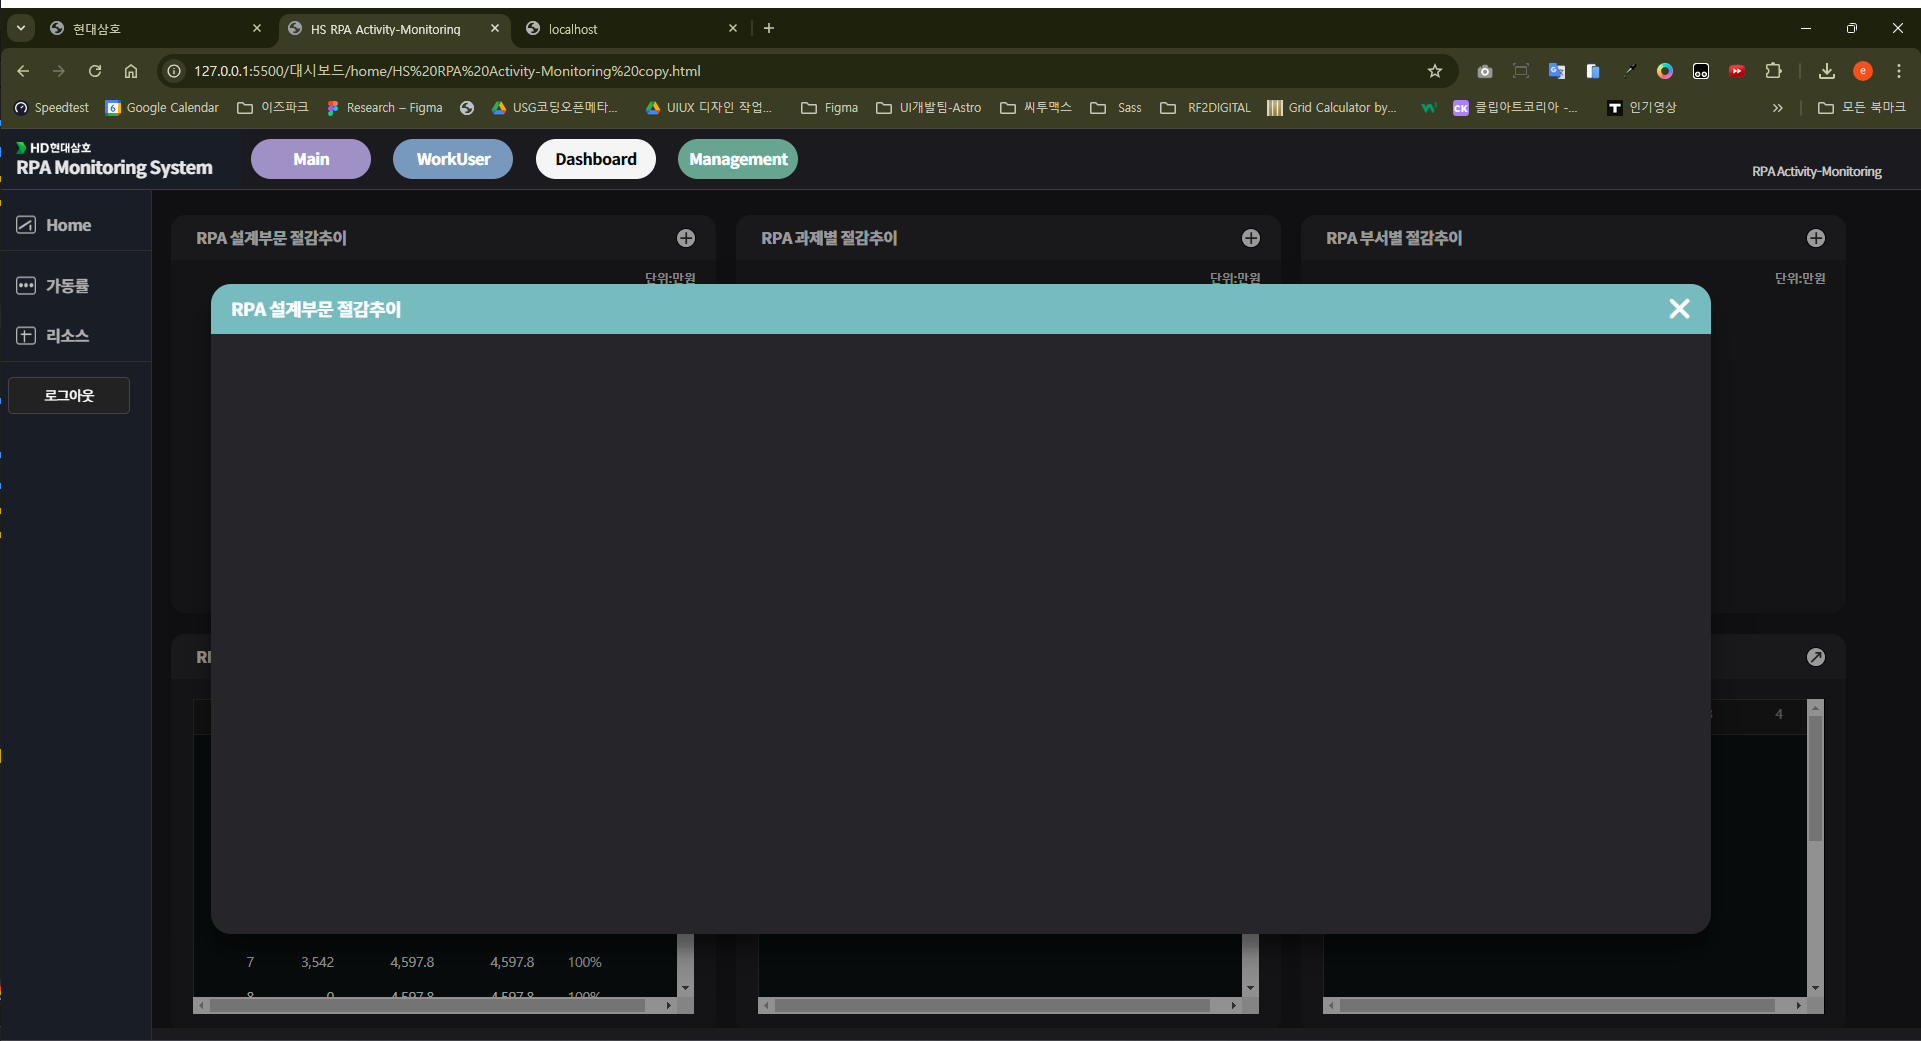 현대삼호
HS RPA Activity-Monitoring
localhost
127.0.0.1:5500/대시보드/home/HS%20RPA%20Activity-Monitoring%20copy.html
Speedtest
Google Calendar
이즈파크
Research – Figma
USG코딩오픈메타...
UIUX 디자인 작업...
Figma
UI개발팀-Astro
씨투맥스
Sass
RF2DIGITAL
Grid Calculator by...
클립아트코리아 -...
인기영상
모든 북마크
HD현대삼호
RPA Monitoring System
Main
WorkUser
Dashboard
Management
RPA Activity-Monitoring
Home
가동률
리소스
로그아웃
RPA 설계부문 절감추이
RPA 과제별 절감추이
RPA 부서별 절감추이
단위:만원
단위:만원
단위:만원
RPA 설계부문 절감추이
4
7 3,542 4,597.8 4,597.8 100%
8 0 4,597.8 4,597.8 100%